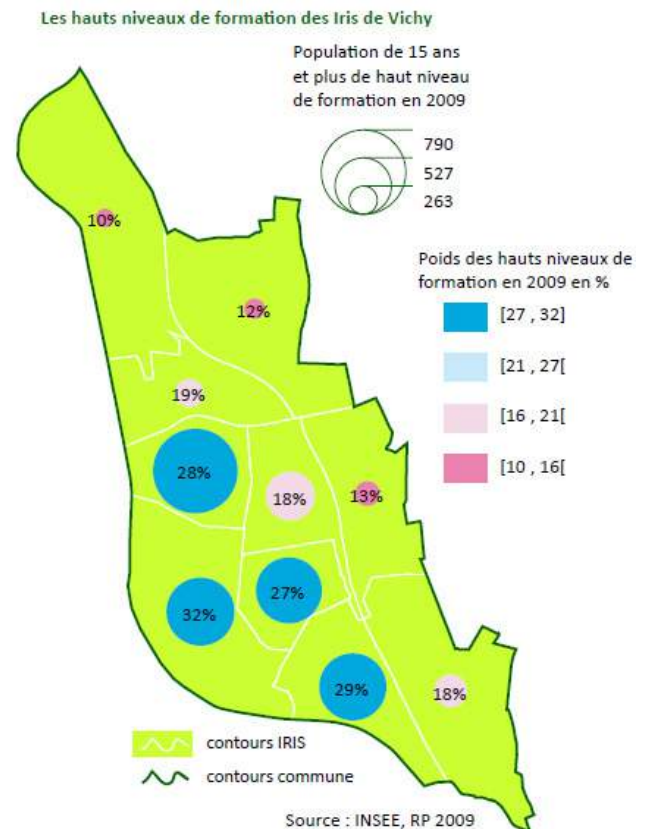 Les hauts niveaux de formation des Iris de Vichy
Population de 15 ans
et plus de haut niveau
de formation en 2009
790
527
263
Poids des hauts niveaux de
formation en 2009 en %
[27 , 32]
[21 , 27[
[16 , 21[
[10 , 16[
10%
12%
19%
28%
18%
13%
27%
32%
29%
18%
contours IRIS
contours commune
Source : INSEE, RP 2009